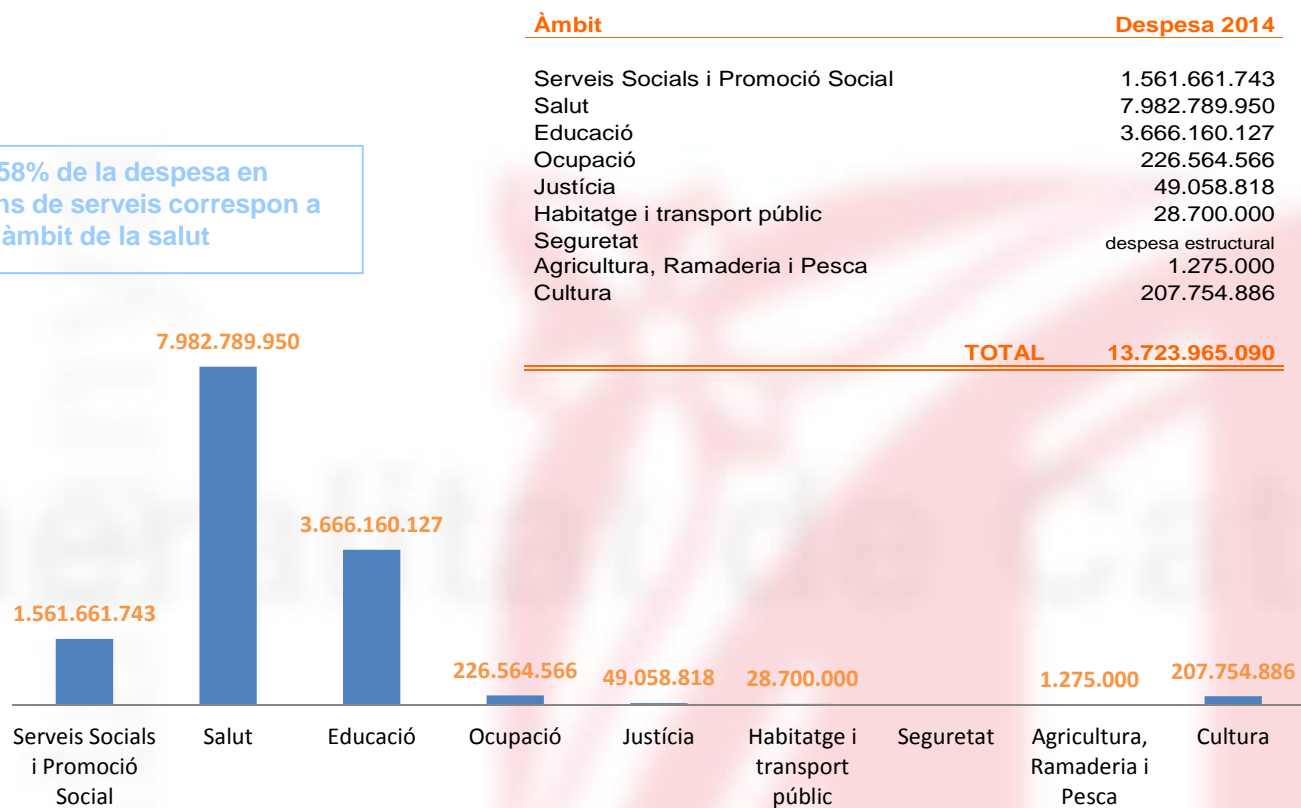 Àmbit Despesa 2014
Serveis Socials i Promoció Social 1.561.661.743
Salut 7.982.789.950
Educació 3.666.160.127
Ocupació 226.564.566
Justícia 49.058.818
Habitatge i transport públic 28.700.000
Seguretat despesa estructural
Agricultura, Ramaderia i Pesca 1.275.000
Cultura 207.754.886
TOTAL 13.723.965.090
58% de la despesa en
ns de serveis correspon a
àmbit de la salut
7.982.789.950
3.666.160.127
1.561.661.743
226.564.566
49.058.818
28.700.000
1.275.000
207.754.886
Serveis Socials
i Promoció
Social
Salut
Educació
Ocupació
Justícia
Habitatge i
transport
públic
Seguretat
Agricultura,
Ramaderia i
Pesca
Cultura